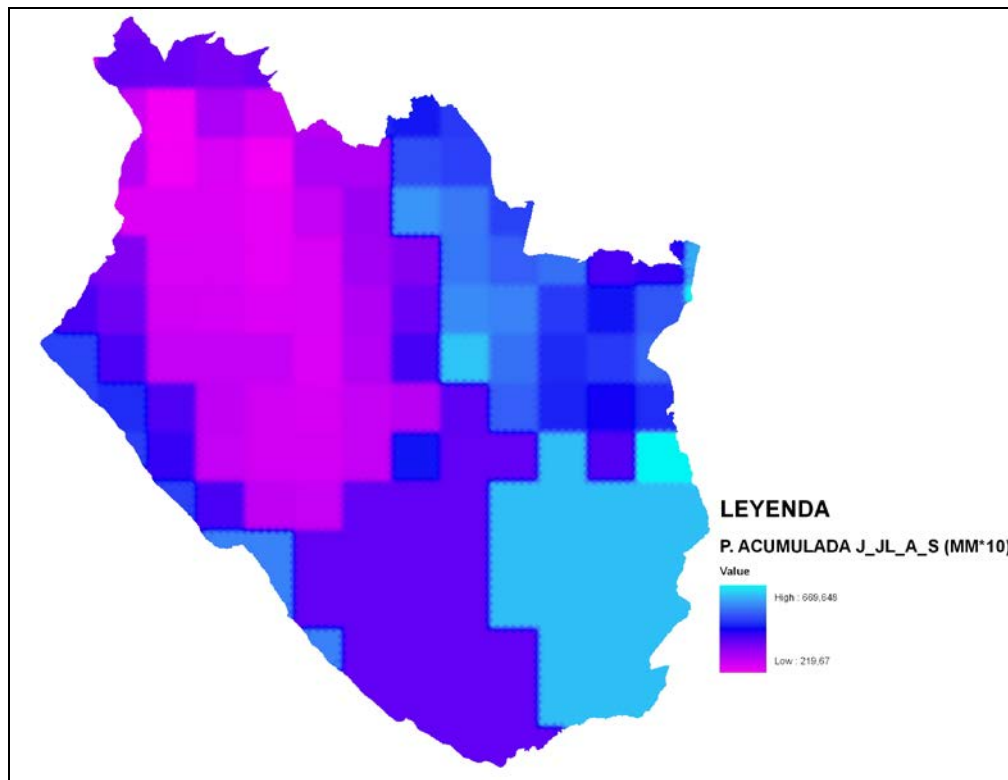 LEYENDA
P. ACUMULADA J_JL_A_S (MM*10)
Value
High : 669,648
Low : 219,67